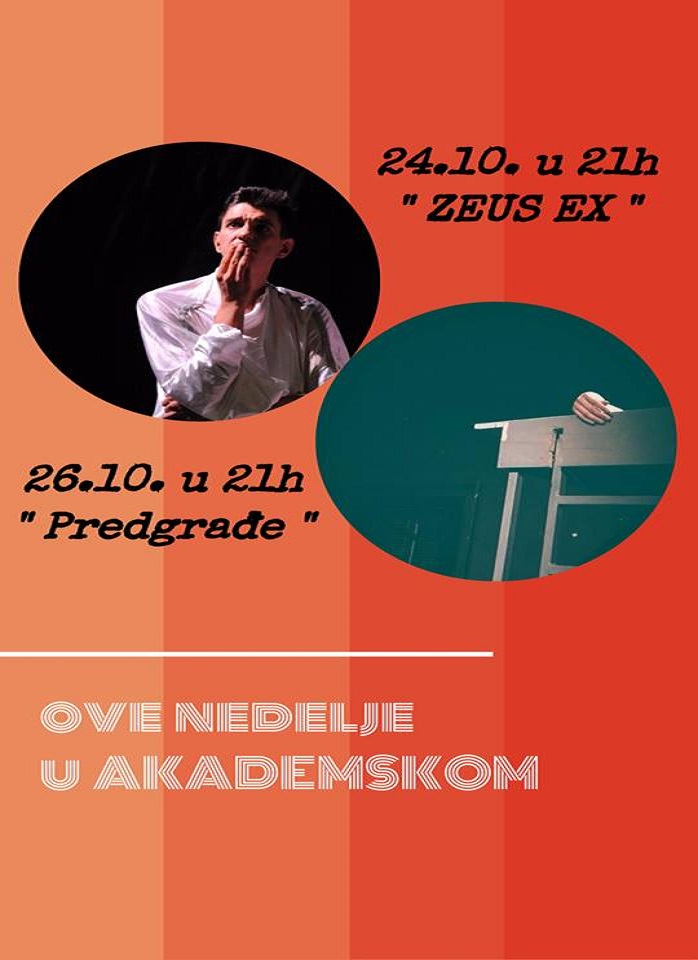 24.10. u 21h
" ZEUS EX "
26.10. u 21h
" Predgrađe "
OVE NEDELJE
u AKADEMSKOM